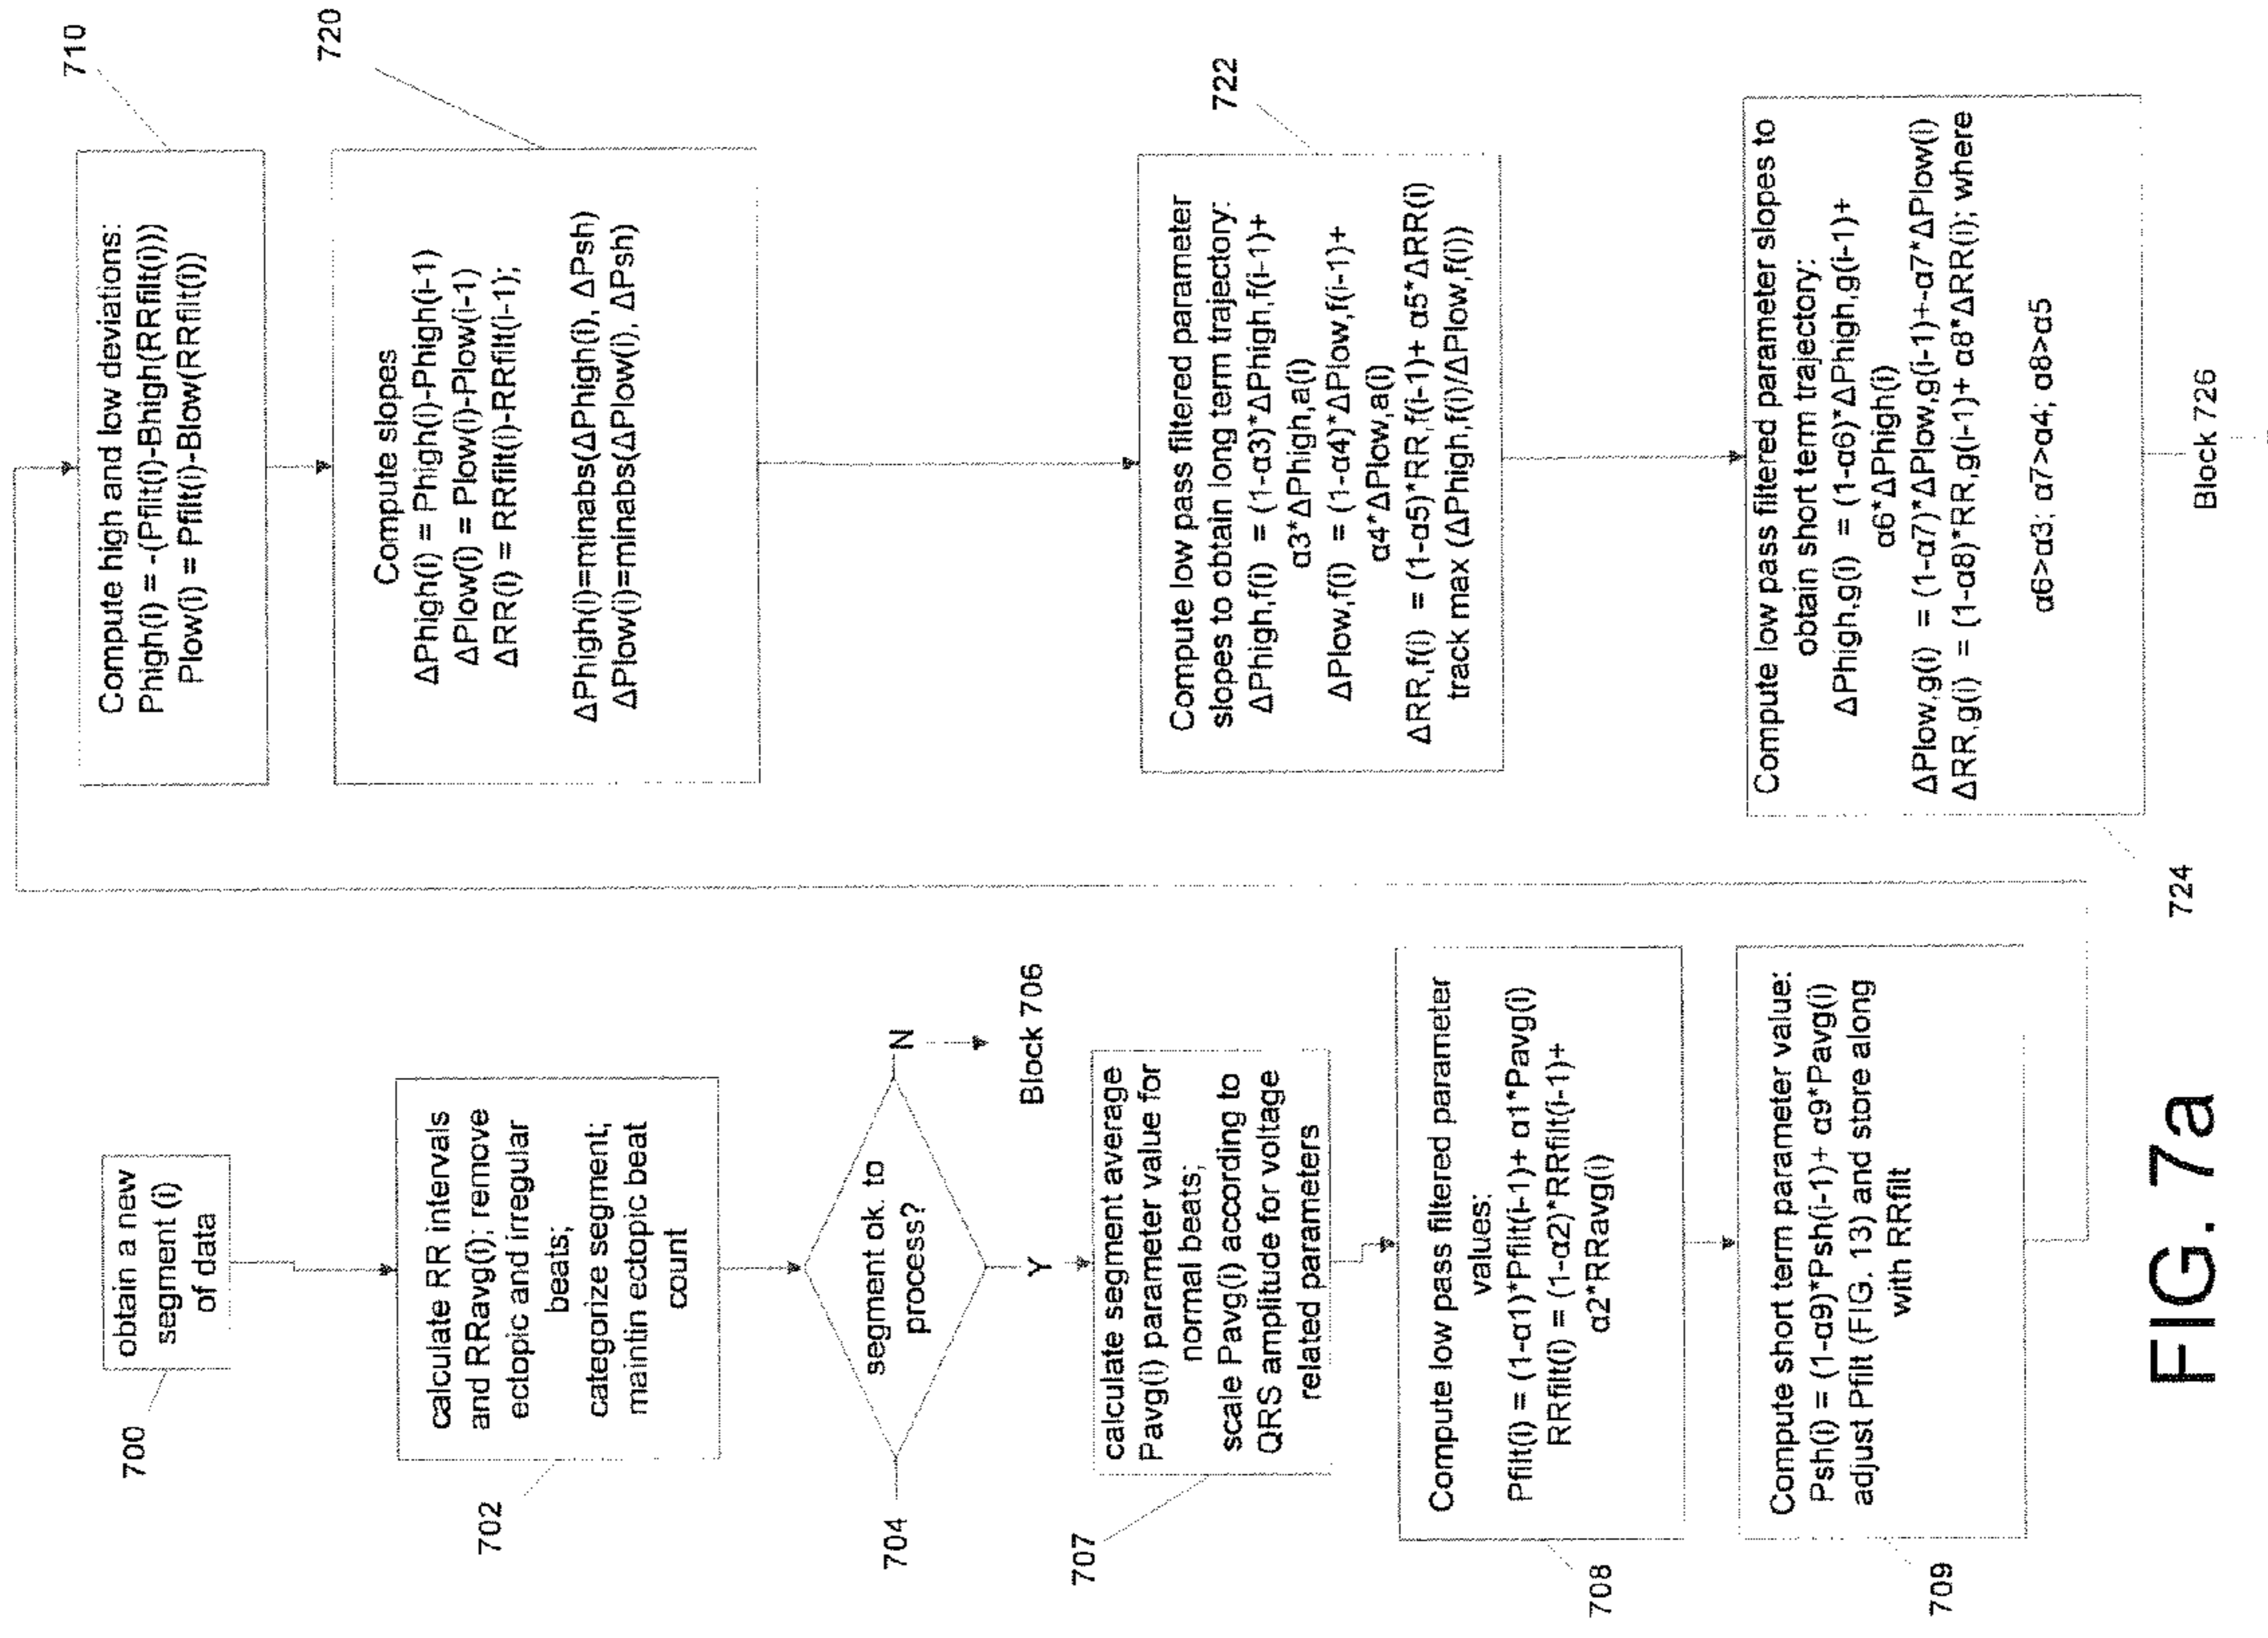 700
obtain a new
segment (i)
of data
702
calculate RR intervals
and RRavg(i); remove
ectopic and irregular
beats;
categorize segment;
maintin ectopic beat
count
704
segment ok. to
process?
N
Block 706
Y
707
calculate segment average
Pavg(i) parameter value for
normal beats;
scale Pavg(i) according to
QRS amplitude for voltage
related parameters
708
Compute low pass filtered parameter
values:
Pfilt(i) = (1-α1)*Pfilt(i-1)+ α1*Pavg(i)
RRfilt(i) = (1-α2)*RRfilt(i-1)+
α2*RRavg(i)
709
Compute short term parameter value:
Psh(i) = (1-α9)*Psh(i-1)+ α9*Pavg(i)
adjust Pfilt (FIG. 13) and store along
with RRfilt
710
Compute high and low deviations:
Phigh(i) = -(Pfilt(i)-Bhigh(RRfilt(i)))
Plow(i) = Pfilt(i)-Blow(RRfilt(i))
720
Compute slopes
ΔPhigh(i) = Phigh(i)-Phigh(i-1)
ΔPlow(i) = Plow(i)-Plow(i-1)
ΔRR(i) = RRfilt(i)-RRfilt(i-1);
ΔPhigh(i)=minabs(ΔPhigh(i), ΔPsh)
ΔPlow(i)=minabs(ΔPlow(i), ΔPsh)
722
Compute low pass filtered parameter
slopes to obtain long term trajectory:
ΔPhigh,f(i) = (1-α3)*ΔPhigh,f(i-1)+
α3*ΔPhigh,a(i)
ΔPlow,f(i) = (1-α4)*ΔPlow,f(i-1)+
α4*ΔPlow,a(i)
ΔRR,f(i) = (1-α5)*RR,f(i-1)+ α5*ΔRR(i)
track max (ΔPhigh,f(i)/ΔPlow,f(i))
724
Compute low pass filtered parameter slopes to
obtain short term trajectory:
ΔPhigh,g(i) = (1-α6)*ΔPhigh,g(i-1)+
α6*ΔPhigh(i)
ΔPlow,g(i) = (1-α7)*ΔPlow,g(i-1)+-α7*ΔPlow(i)
ΔRR,g(i) = (1-α8)*RR,g(i-1)+ α8*ΔRR(i); where
α6>α3; α7>α4; α8>α5
Block 726
FIG. 7a